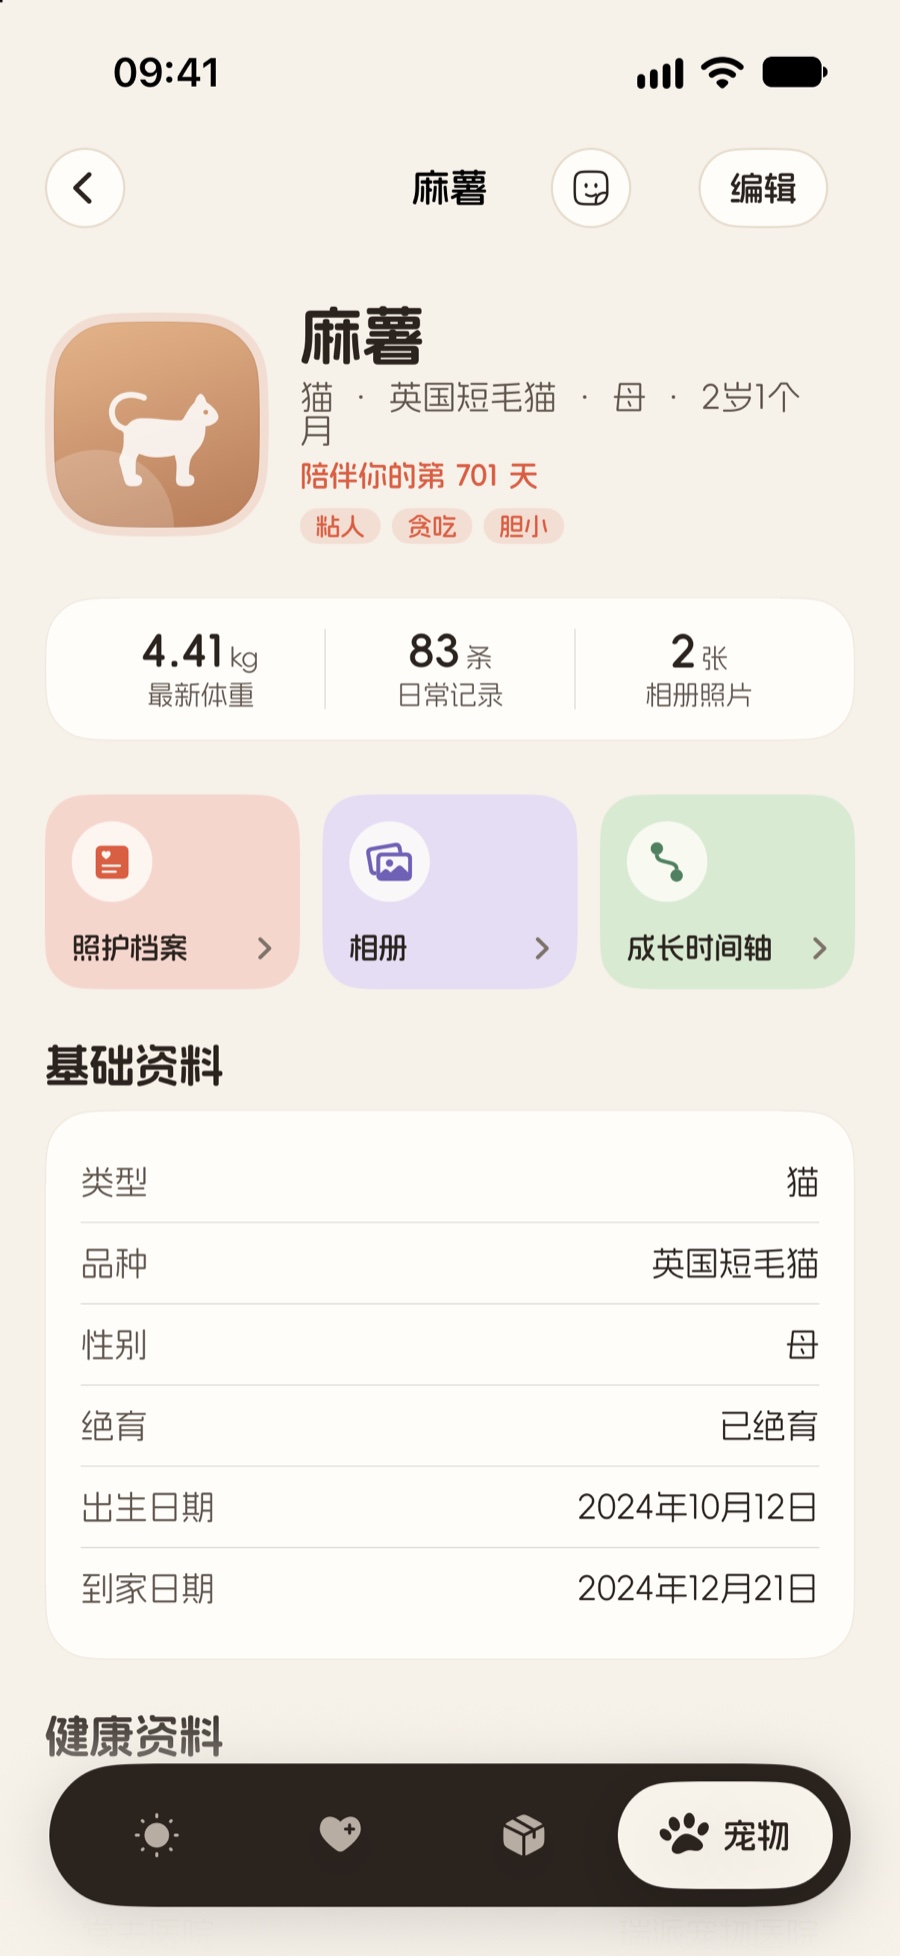 09:41
麻薯
编辑
麻薯
猫 · 英国短毛猫 · 母 · 2岁1个
月
陪伴你的第 701 天
粘人 贪吃 胆小
4.41 kg 83 条 2 张
最新体重 日常记录 相册照片
照护档案 相册 成长时间轴
基础资料
类型 猫
品种 英国短毛猫
性别 母
绝育 已绝育
出生日期 2024年10月12日
到家日期 2024年12月21日
健康资料
宠物